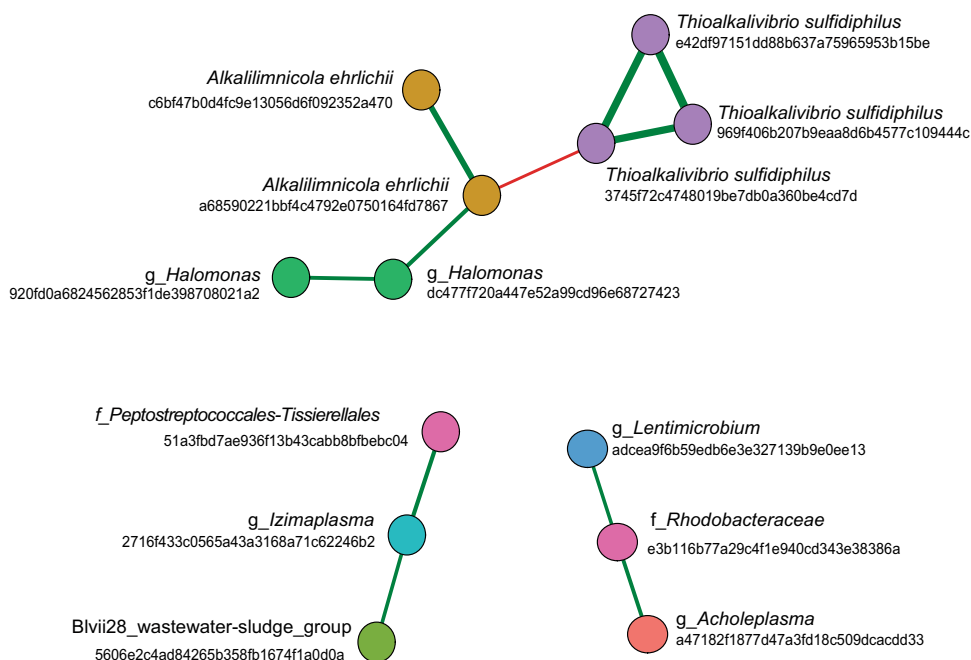 Thioalkalivibrio sulfidiphilus
e42df97151dd88b637a75965953b15be
Alkalilimnicola ehrlichii
c6bf47b0d4fc9e13056d6f092352a470
Thioalkalivibrio sulfidiphilus
969f406b207b9eaa8d6b4577c109444c
Thioalkalivibrio sulfidiphilus
3745f72c4748019be7db0a360be4cd7d
Alkalilimnicola ehrlichii
a68590221bbf4c4792e0750164fd7867
g_Halomonas
920fd0a6824562853f1de398708021a2
g_Halomonas
dc477f720a447e52a99cd96e68727423
f_Peptostreptococcales-Tissierellales
51a3fbd7ae936f13b43cabb8bfbebc04
g_Izimaplasma
2716f433c0565a43a3168a71c62246b2
Blvii28_wastewater-sludge_group
5606e2c4ad84265b358fb1674f1a0d0a
g_Lentimicrobium
adcea9f6b59edb6e3e327139b9e0ee13
f_Rhodobacteraceae
e3b116b77a29c4f1e940cd343e38386a
g_Acholeplasma
a47182f1877d47a3fd18c509dcacdd33